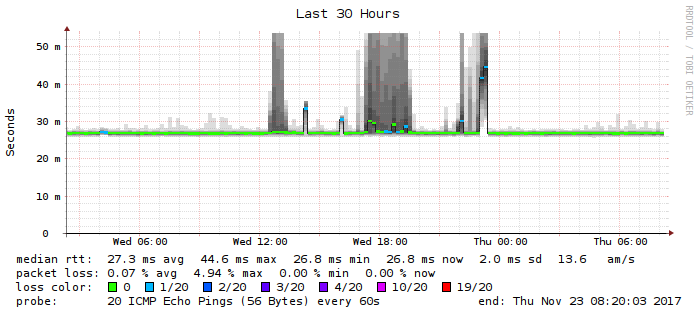 Last 30 Hours
RRDTOOL / TOBI OETIKER
Seconds
50 m
40 m
30 m
20 m
10 m
0
Wed 06:00 Wed 12:00 Wed 18:00 Thu 00:00 Thu 06:00
median rtt: 27.3 ms avg 44.6 ms max 26.8 ms min 26.8 ms now 2.0 ms sd 13.6 am/s
packet loss: 0.07 % avg 4.94 % max 0.00 % min 0.00 % now
loss color: 0 1/20 2/20 3/20 4/20 10/20 19/20
probe: 20 ICMP Echo Pings (56 Bytes) every 60s end: Thu Nov 23 08:20:03 2017